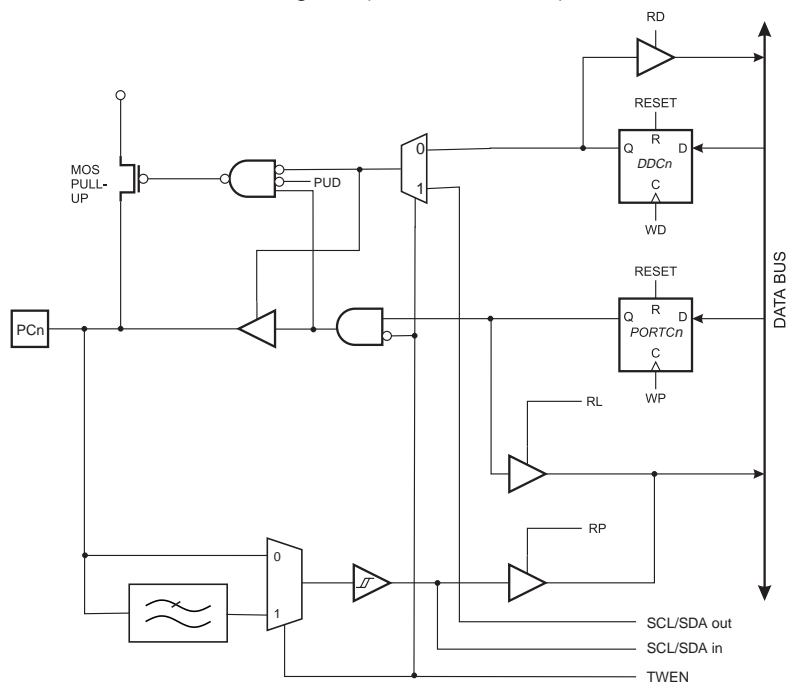 RD
RESET
R
Q
D
DDCn
C
WD
MOS
PULL-
UP
PUD
0
1
RESET
R
Q
D
PORTCn
C
WP
DATA BUS
PCn
RL
RP
0
1
SCL/SDA out
SCL/SDA in
TWEN